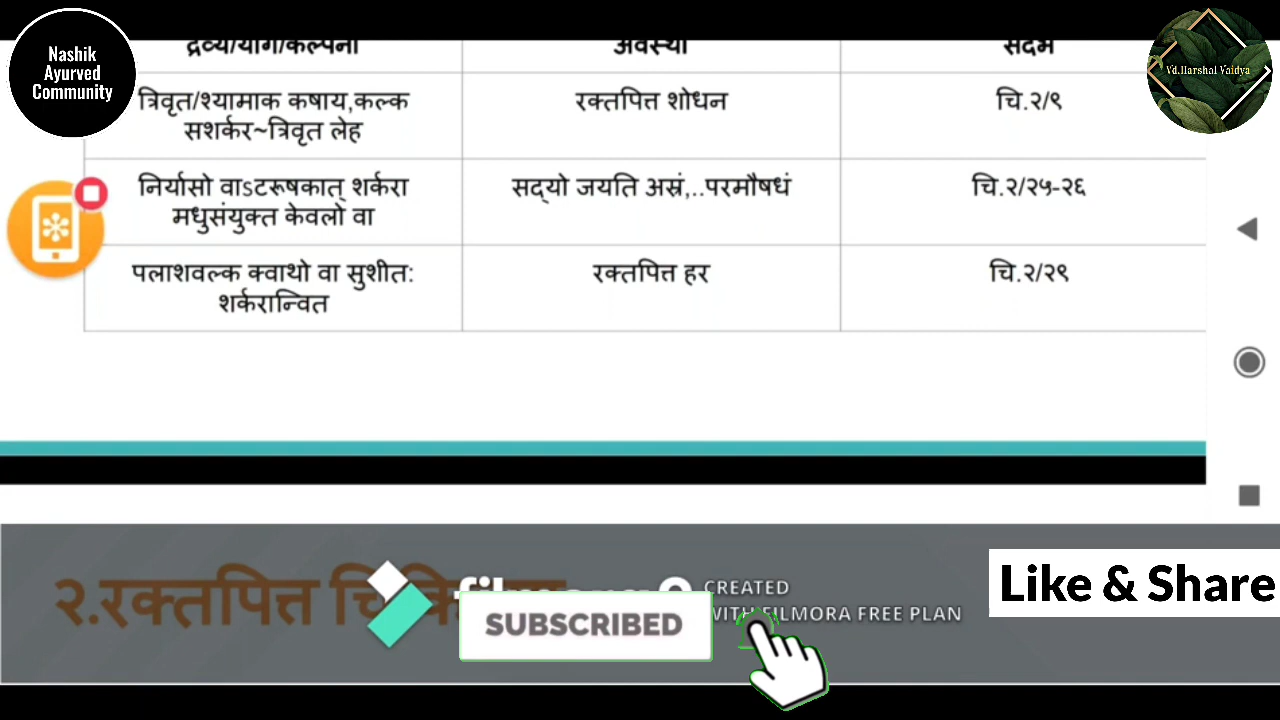 Nashik
Ayurved
Community
Vd.Harshal Vaidya
द्रव्य/योग/कल्पना
अवस्था
संदर्भ
त्रिवृत/श्यामाक कषाय,कल्क
सशर्कर~त्रिवृत लेह
रक्तपित्त शोधन
चि.२/९
निर्यासो वाsटरूषकात् शर्करा
मधुसंयुक्त केवलो वा
सद्‌यो जयति अस्रं,..परमौषधं
चि.२/२५-२६
पलाशवल्क क्वाथो वा सुशीत:
शर्करान्वित
रक्तपित्त हर
चि.२/२९
२.रक्तपित्त
CREATED
WITH FILMORA FREE PLAN
SUBSCRIBED
Like & Share